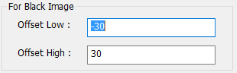 For Black Image
Offset Low : -30
Offset High : 30